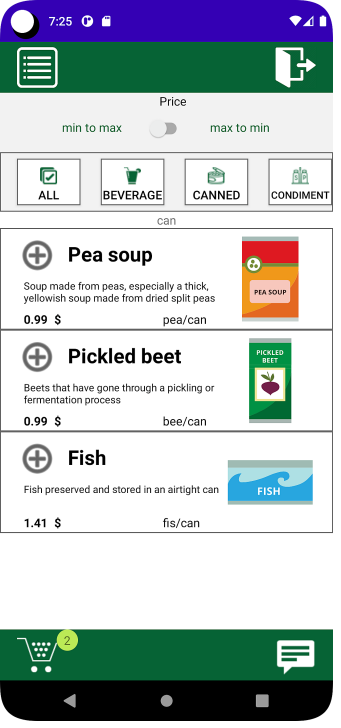 7:25
Price
min to max
max to min
ALL
BEVERAGE
CANNED
CONDIMENT
can
Pea soup
Soup made from peas, especially a thick,
yellowish soup made from dried split peas
0.99 $
pea/can
PEA SOUP
Pickled beet
Beets that have gone through a pickling or
fermentation process
0.99 $
bee/can
PICKLED
BEET
Fish
Fish preserved and stored in an airtight can
1.41 $
fis/can
FISH
2